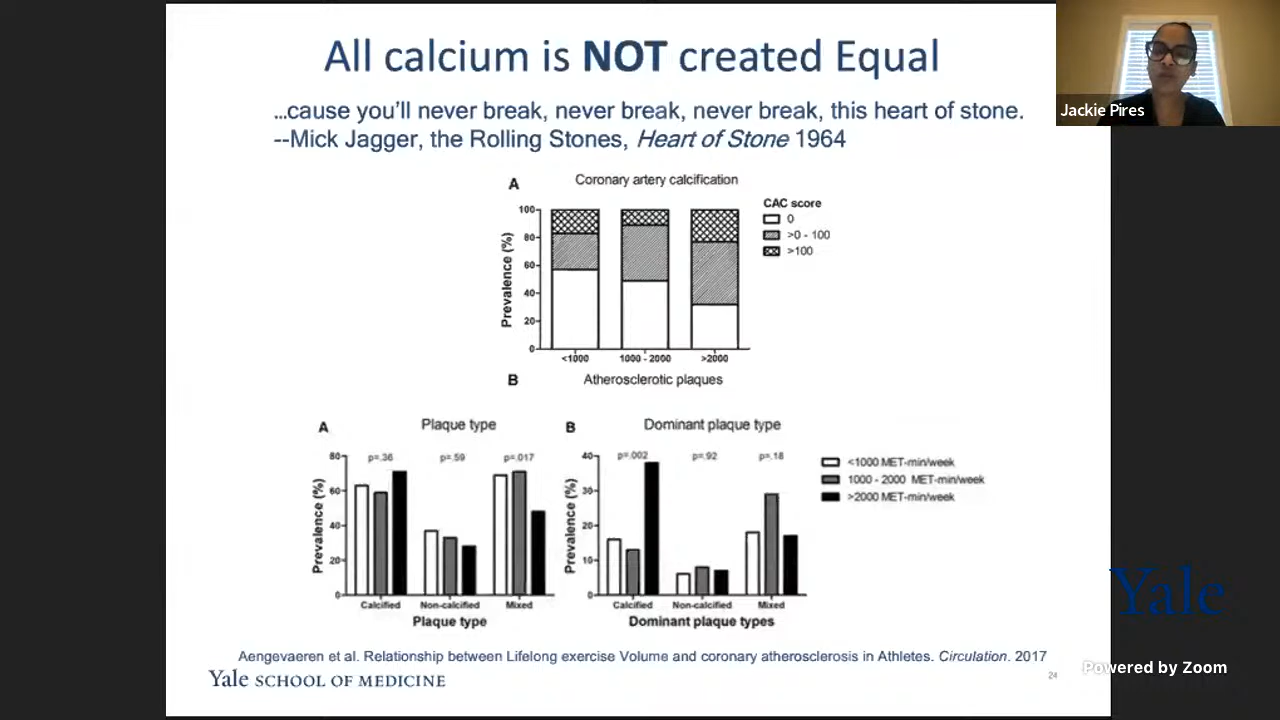 All calcium is NOT created Equal
Jackie Pires
…cause you'll never break, never break, never break, this heart of stone.
--Mick Jagger, the Rolling Stones, Heart of Stone 1964
A
Coronary artery calcification
Prevalence (%)
100
80
60
40
20
0
<1000
1000 - 2000
>2000
CAC score
0
>0 - 100
>100
B
Atherosclerotic plaques
A
Plaque type
Prevalence (%)
80
60
40
20
0
p=.36
p=.59
p=.017
Calcified
Non-calcified
Mixed
Plaque type
B
Dominant plaque type
Prevalence (%)
40
30
20
10
0
p=.002
p=.92
p=.18
Calcified
Non-calcified
Mixed
Dominant plaque types
<1000 MET-min/week
1000 - 2000 MET-min/week
>2000 MET-min/week
Aengevaeren et al. Relationship between Lifelong exercise Volume and coronary atherosclerosis in Athletes. Circulation. 2017
Yale SCHOOL OF MEDICINE
24
Yale
Powered by Zoom